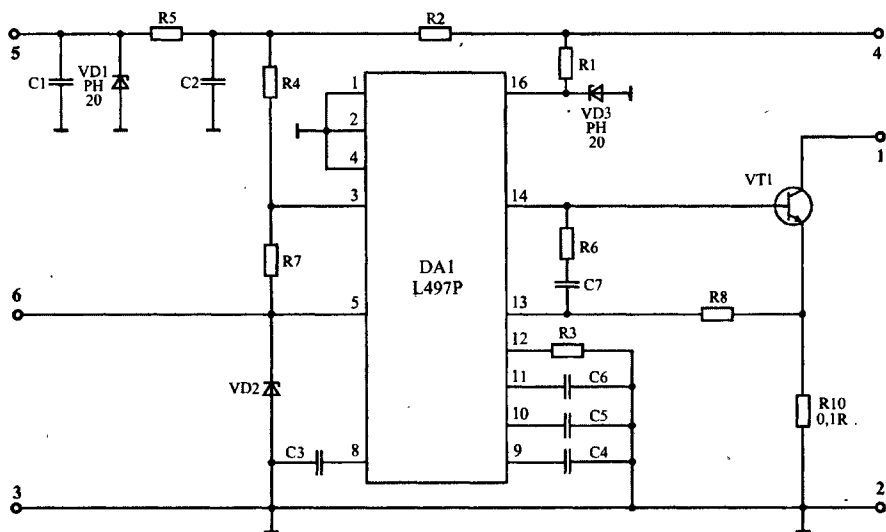 R5
R2
5
4
C1
VD1
PH
20
C2
R4
R1
1
16
VD3
PH
20
2
4
1
VT1
3
14
R7
R6
DA1
L497P
C7
6
5
13
R8
12
R3
VD2
11
C6
R10
0,1R
10
C5
C3
8
9
C4
3
2